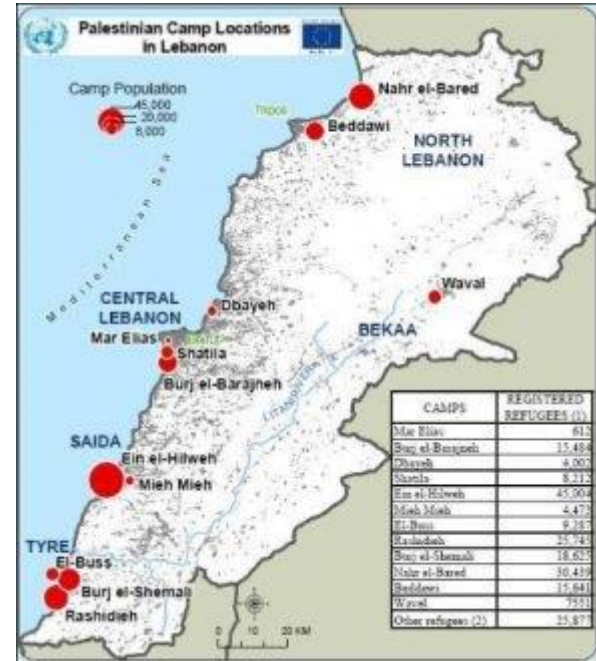 Palestinian Camp Locations
in Lebanon
Camp Population
45,000
20,000
8,000
Mediterranean Sea
Nahr el-Bared
Beddawi
NORTH
LEBANON
Waval
Dbayeh
CENTRAL
LEBANON
BEKAA
Mar Elias
Shatila
Burj el-Barajneh
SAIDA
Ein el-Hilweh
Mieh Mieh
TYRE
El-Buss
Burj el-Shemali
Rashidieh
0 10 20 KM
CAMPS REGISTERED
REFUGEES (1)
Mar Elias
Burj el-Barajneh 15,484
Dbayeh 4,002
Shatila 8,212
Ein el-Hilweh 45,004
Mieh Mieh 4,473
El-Buss 9,287
Rashidieh 25,745
Burj el-Shemali 18,625
Nahr el-Bared 30,439
Beddawi 15,641
Wavel 7551
Other refugees (2) 25,877